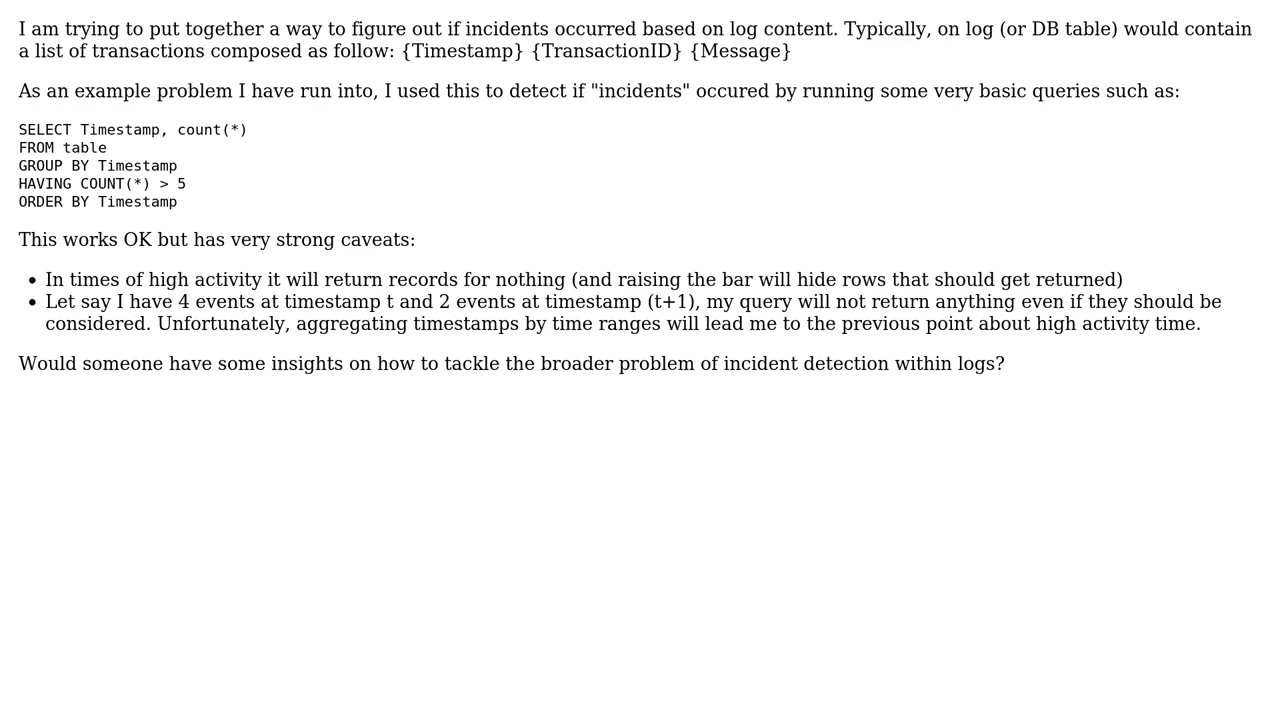 I am trying to put together a way to figure out if incidents occurred based on log content. Typically, on log (or DB table) would contain
a list of transactions composed as follow: {Timestamp} {TransactionID} {Message}
As an example problem I have run into, I used this to detect if "incidents" occured by running some very basic queries such as:
SELECT Timestamp, count(*)
FROM table
GROUP BY Timestamp
HAVING COUNT(*) > 5
ORDER BY Timestamp
This works OK but has very strong caveats:
• In times of high activity it will return records for nothing (and raising the bar will hide rows that should get returned)
• Let say I have 4 events at timestamp t and 2 events at timestamp (t+1), my query will not return anything even if they should be
considered. Unfortunately, aggregating timestamps by time ranges will lead me to the previous point about high activity time.
Would someone have some insights on how to tackle the broader problem of incident detection within logs?